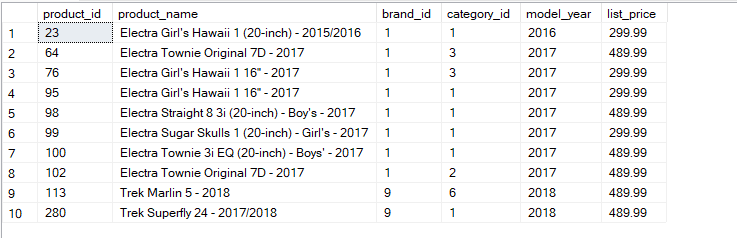 product_id product_name brand_id category_id model_year list_price
1 23 Electra Girl's Hawaii 1 (20-inch) - 2015/2016 1 1 2016 299.99
2 64 Electra Townie Original 7D - 2017 1 3 2017 489.99
3 76 Electra Girl's Hawaii 1 16" - 2017 1 3 2017 299.99
4 95 Electra Girl's Hawaii 1 16" - 2017 1 1 2017 299.99
5 98 Electra Straight 8 3i (20-inch) - Boy's - 2017 1 1 2017 489.99
6 99 Electra Sugar Skulls 1 (20-inch) - Girl's - 2017 1 1 2017 299.99
7 100 Electra Townie 3i EQ (20-inch) - Boys' - 2017 1 1 2017 489.99
8 102 Electra Townie Original 7D - 2017 1 2 2017 489.99
9 113 Trek Marlin 5 - 2018 9 6 2018 489.99
10 280 Trek Superfly 24 - 2017/2018 9 1 2018 489.99